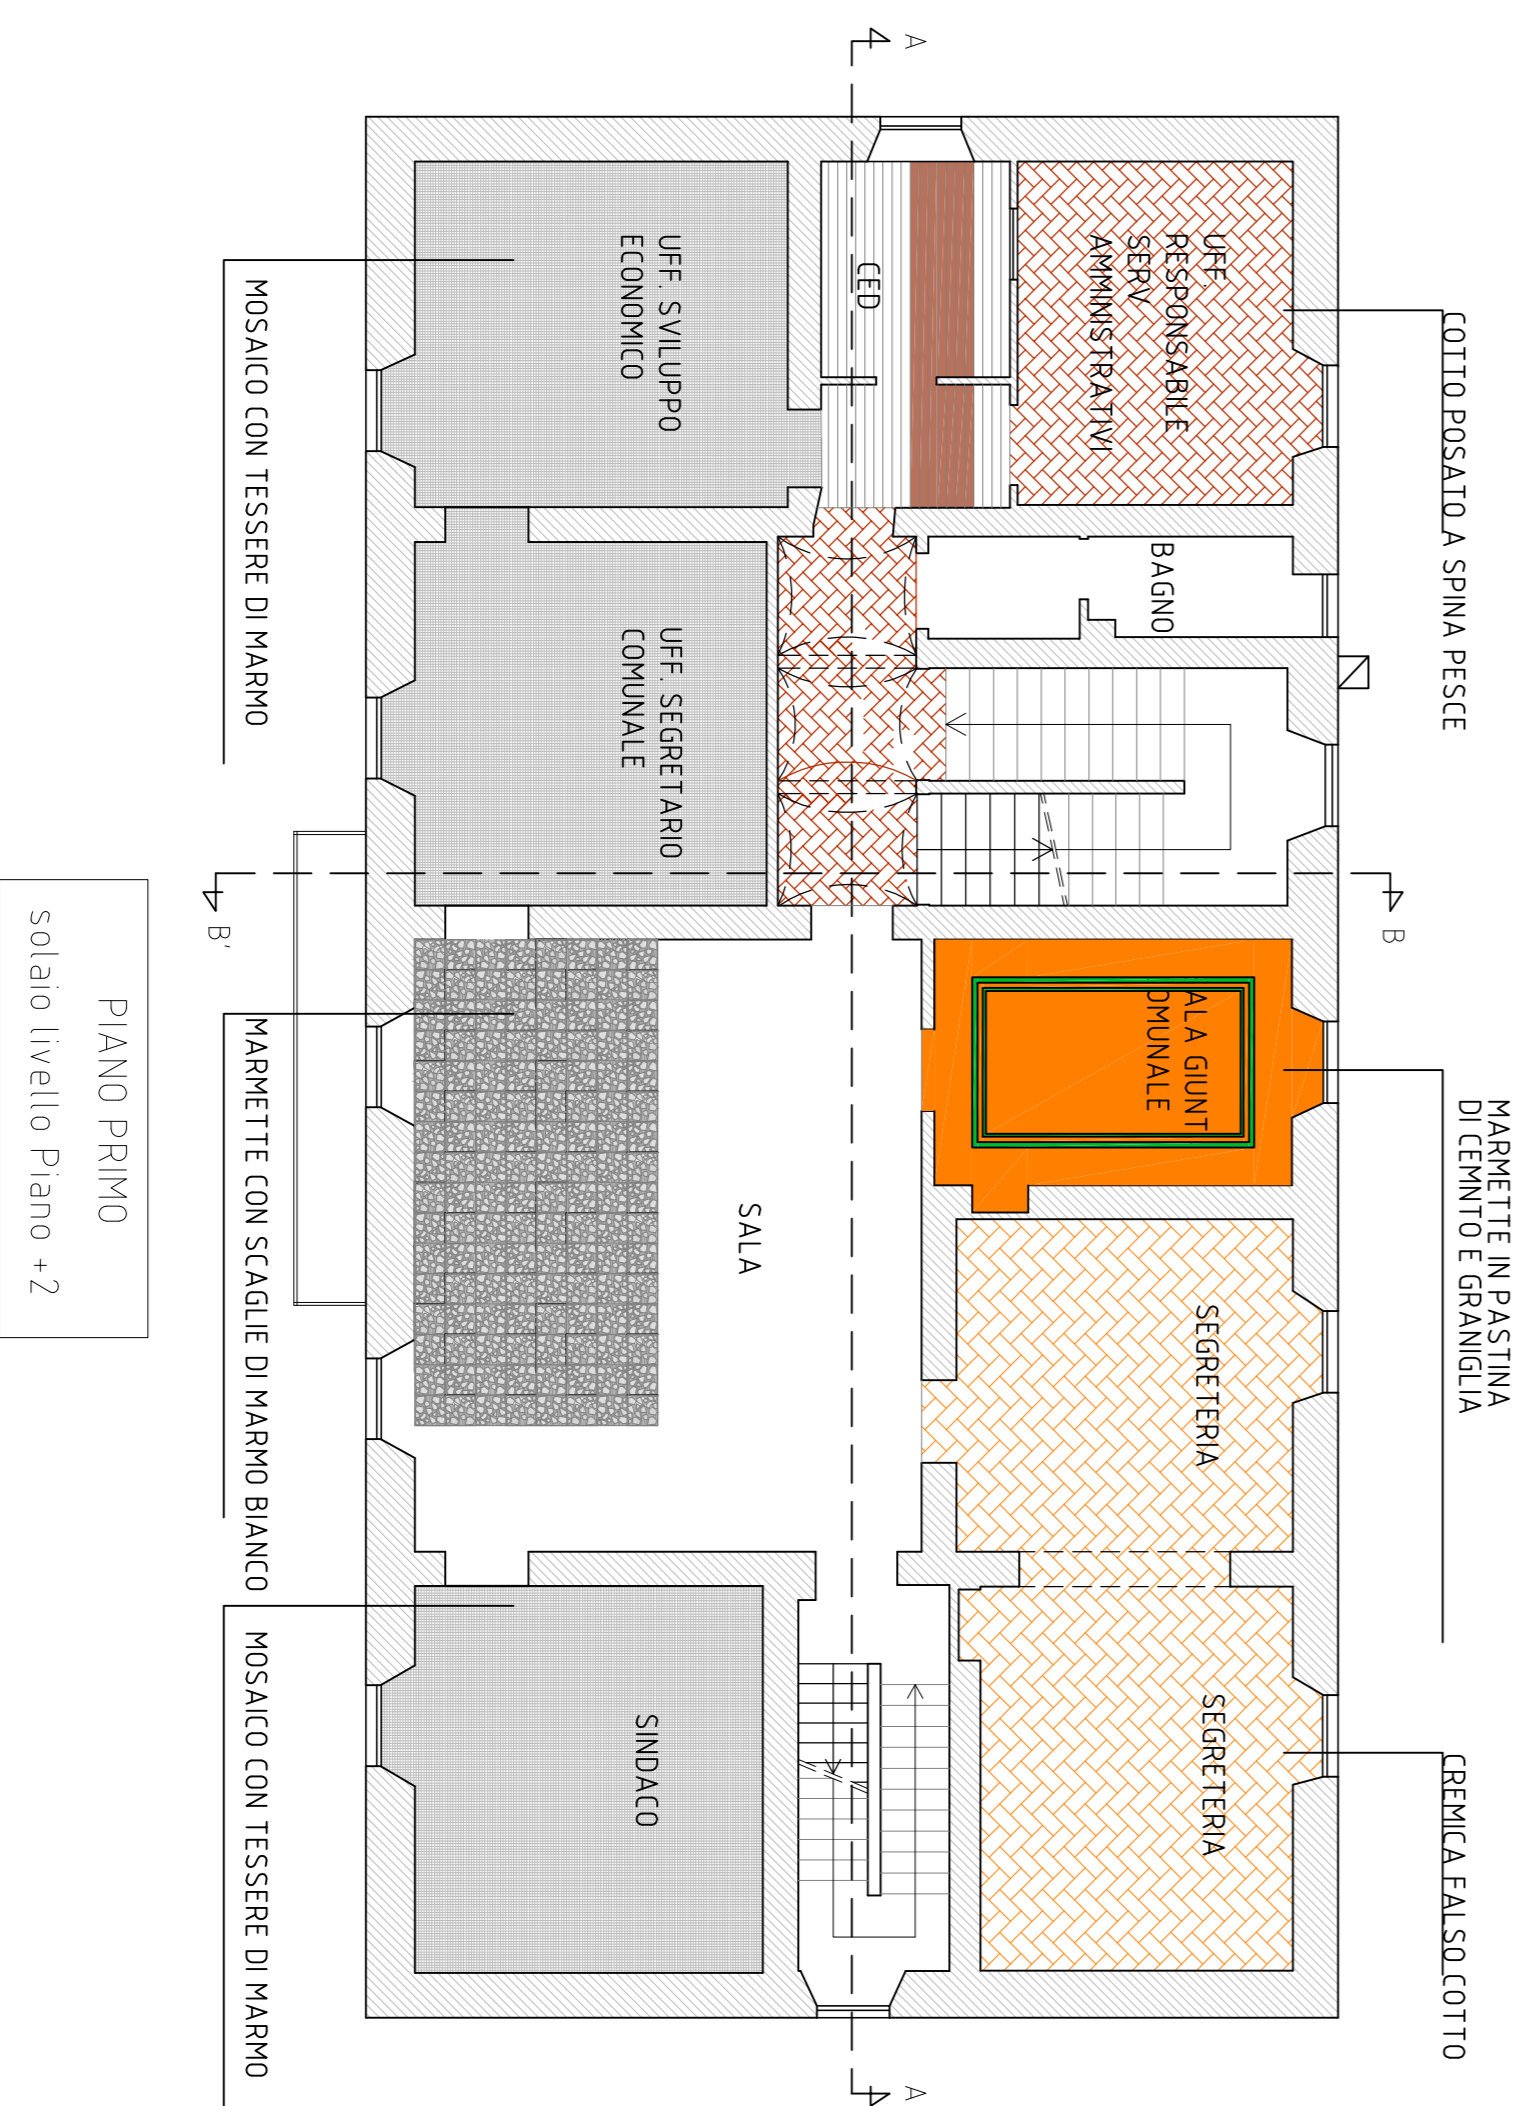 COTTO POSATO A SPINA PESCE
MARMETTE IN PASTINA
DI CEMNTO E GRANIGLIA
CREMICA FALSO COTTO
B
UFF.
RESPONSABILE
SERV
AMMINISTRATIVI
BAGNO
ALA GIUNT
OMUNALE
SEGRETERIA
SEGRETERIA
A
CED
A
SALA
UFF. SVILUPPO
ECONOMICO
UFF. SEGRETARIO
COMUNALE
SINDACO
MOSAICO CON TESSERE DI MARMO
B'
MARMETTE CON SCAGLIE DI MARMO BIANCO
MOSAICO CON TESSERE DI MARMO
PIANO PRIMO
solaio livello Piano +2